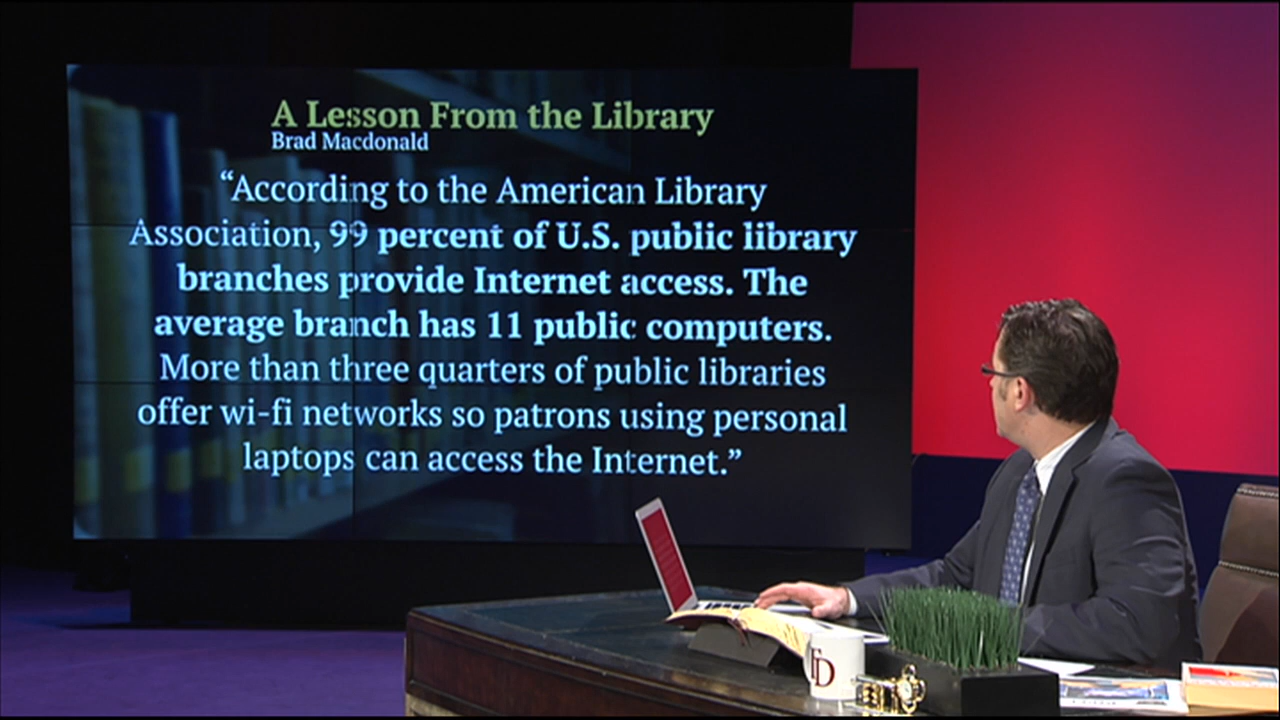 A Lesson From the Library
Brad Macdonald
“According to the American Library
Association, 99 percent of U.S. public library
branches provide Internet access. The
average branch has 11 public computers.
More than three quarters of public libraries
offer wi-fi networks so patrons using personal
laptops can access the Internet.”
TD